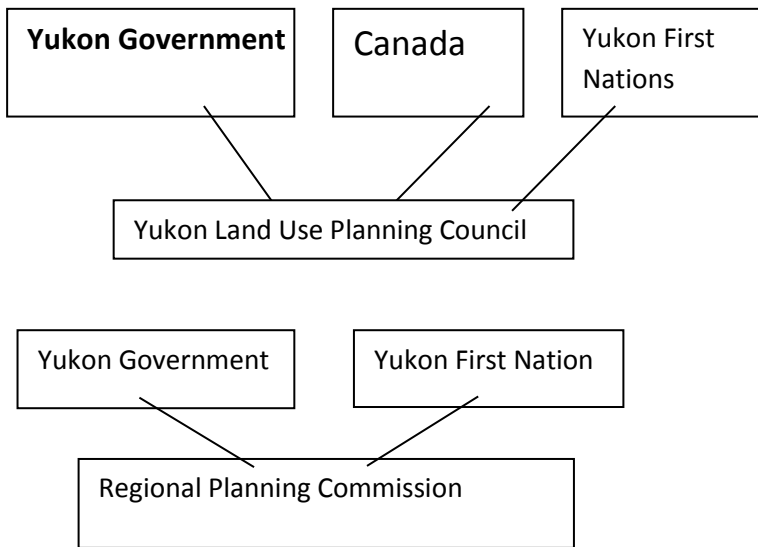 Yukon Government
Canada
Yukon First
Nations
Yukon Land Use Planning Council
Yukon Government
Yukon First Nation
Regional Planning Commission